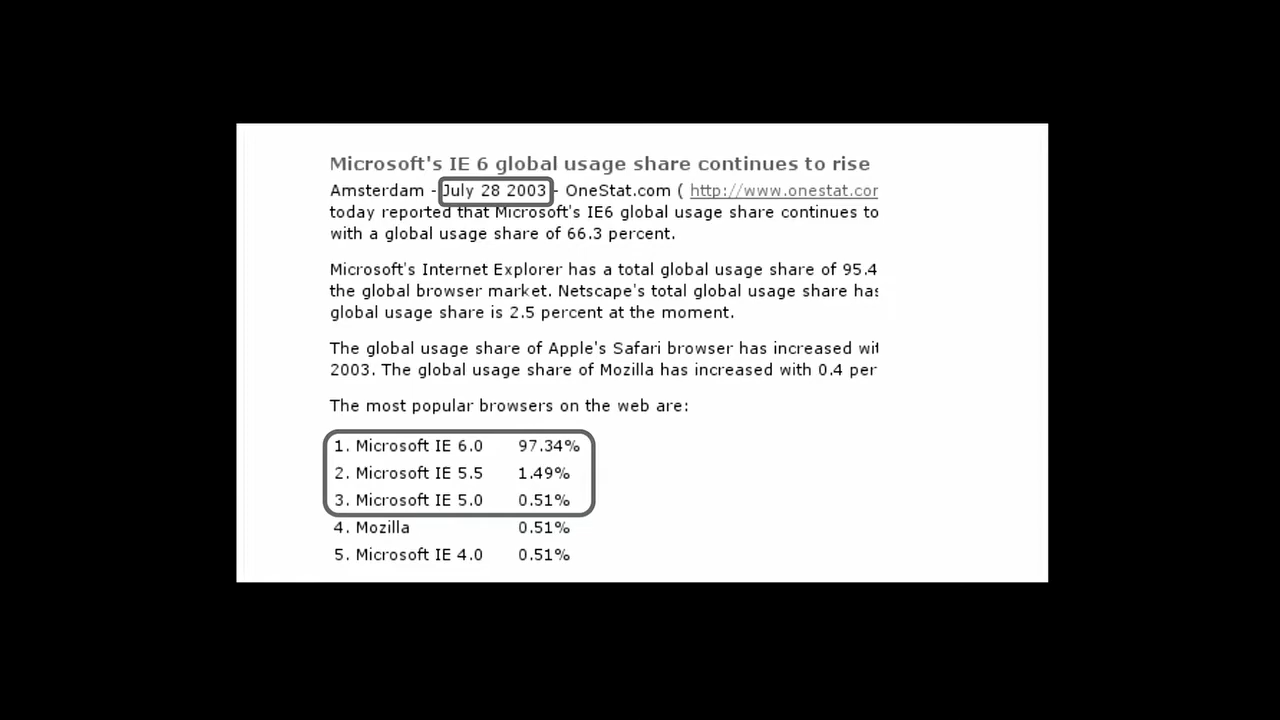 Microsoft's IE 6 global usage share continues to rise
Amsterdam - July 28 2003 - OneStat.com ( http://www.onestat.com
today reported that Microsoft's IE6 global usage share continues to
with a global usage share of 66.3 percent.
Microsoft's Internet Explorer has a total global usage share of 95.4
the global browser market. Netscape's total global usage share has
global usage share is 2.5 percent at the moment.
The global usage share of Apple's Safari browser has increased wit
2003. The global usage share of Mozilla has increased with 0.4 per
The most popular browsers on the web are:
1. Microsoft IE 6.0 97.34%
2. Microsoft IE 5.5 1.49%
3. Microsoft IE 5.0 0.51%
4. Mozilla 0.51%
5. Microsoft IE 4.0 0.51%